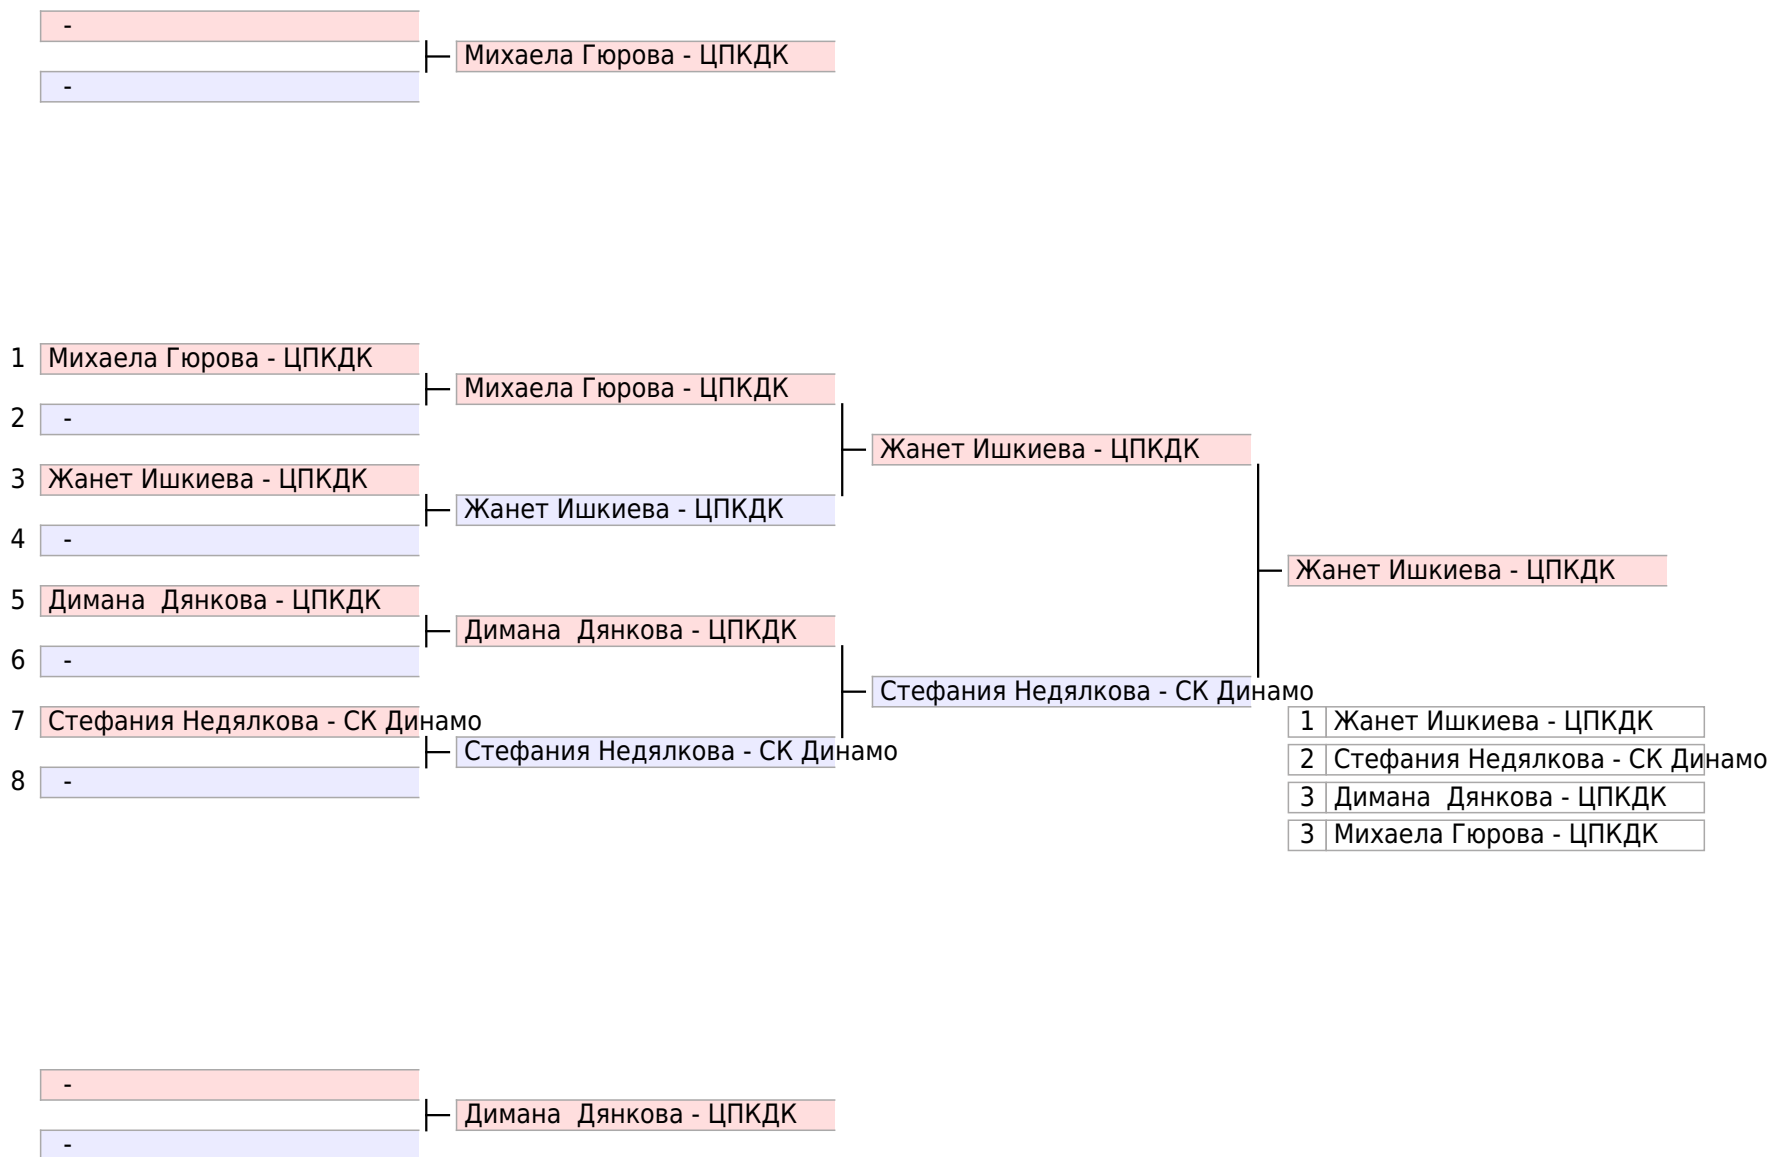 -
Михаела Гюрова - ЦПКДК
-
1 Михаела Гюрова - ЦПКДК
Михаела Гюрова - ЦПКДК
2 -
Жанет Ишкиева - ЦПКДК
3 Жанет Ишкиева - ЦПКДК
Жанет Ишкиева - ЦПКДК
4 -
Жанет Ишкиева - ЦПКДК
5 Димана  Дянкова - ЦПКДК
Димана  Дянкова - ЦПКДК
6 -
Стефания Недялкова - СК Динамо
7 Стефания Недялкова - СК Динамо
Стефания Недялкова - СК Динамо
8 -
1 Жанет Ишкиева - ЦПКДК
2 Стефания Недялкова - СК Динамо
3 Димана  Дянкова - ЦПКДК
3 Михаела Гюрова - ЦПКДК
-
Димана  Дянкова - ЦПКДК
-